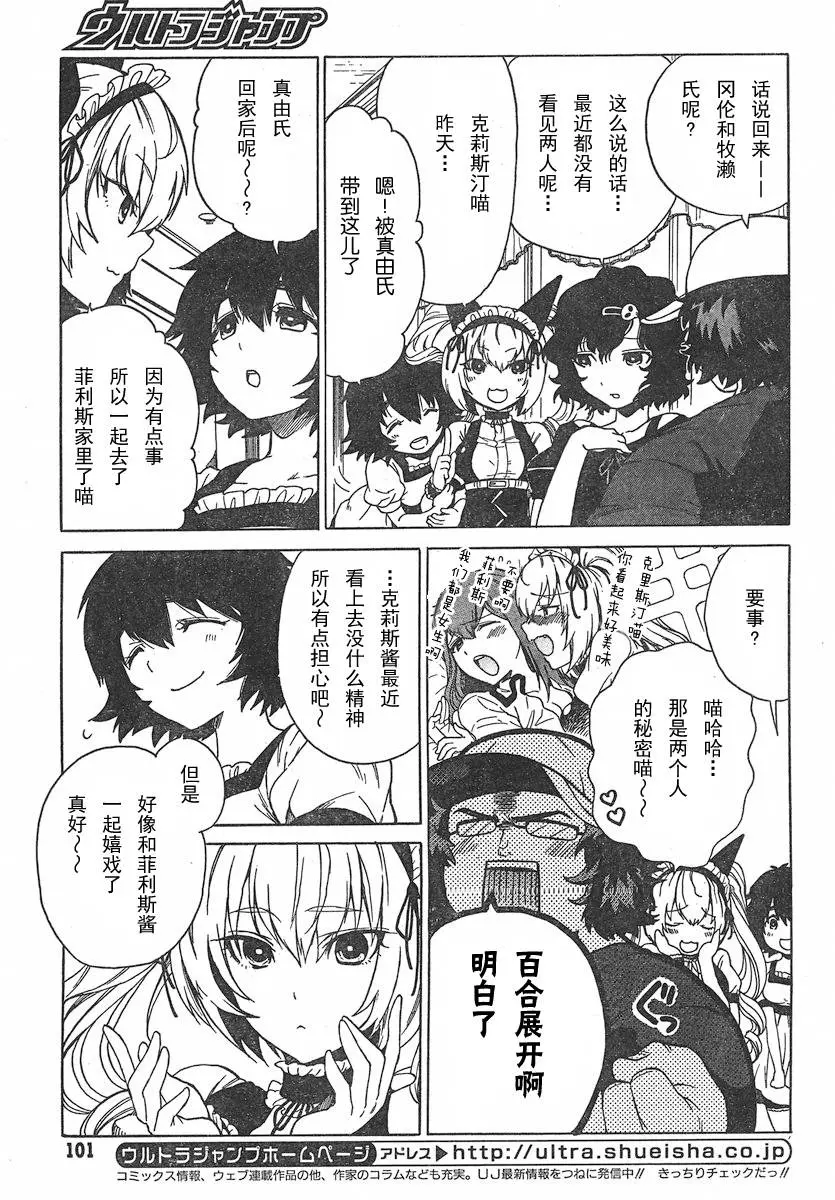 ウルトラジャンプ
话说回来——
冈伦和牧濑
氏呢?
这么说的话…
最近都没有
看见两人呢…
克莉斯汀喵
昨天…
嗯!被真由氏
带到这儿了
真由氏
回家后呢~~?
因为有点事
所以一起去了
菲利斯家里了喵
要事?
克里斯汀喵
你看起来好美味
不要啊
菲利斯
我们都是女生啊
喵哈哈…
那是两个人
的秘密喵~~
百合展开啊
明白了
ぐっ
…克莉斯酱最近
看上去没什么精神
所以有点担心吧~
但是
好像和菲利斯酱
一起嬉戏了
真好~~
101
ウルトラジャンプホームページ アドレス▶http://ultra.shueisha.co.jp
コミックス情報、ウェブ連載作品の他、作家のコラムなども充実。UJ最新情報をつねに発信中!! きっちりチェックだっ!!